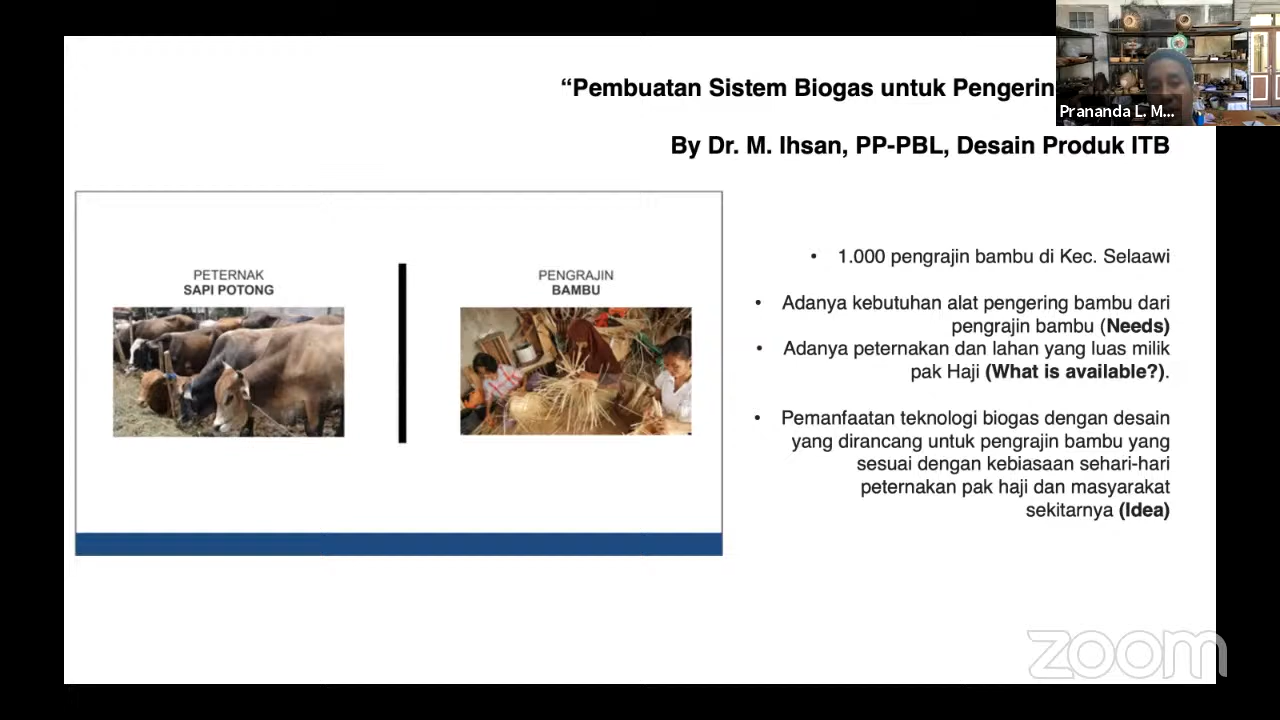 “Pembuatan Sistem Biogas untuk
Prananda L. M...
By Dr. M. Ihsan, PP-PBL, Desain Produk ITB
PETERNAK
SAPI POTONG
PENGRAJIN
BAMBU
• 1.000 pengrajin bambu di Kec. Selaawi
• Adanya kebutuhan alat pengering bambu dari
pengrajin bambu (Needs)
• Adanya peternakan dan lahan yang luas milik
pak Haji (What is available?).
• Pemanfaatan teknologi biogas dengan desain
yang dirancang untuk pengrajin bambu yang
sesuai dengan kebiasaan sehari-hari
peternakan pak haji dan masyarakat
sekitarnya (Idea)
zoom